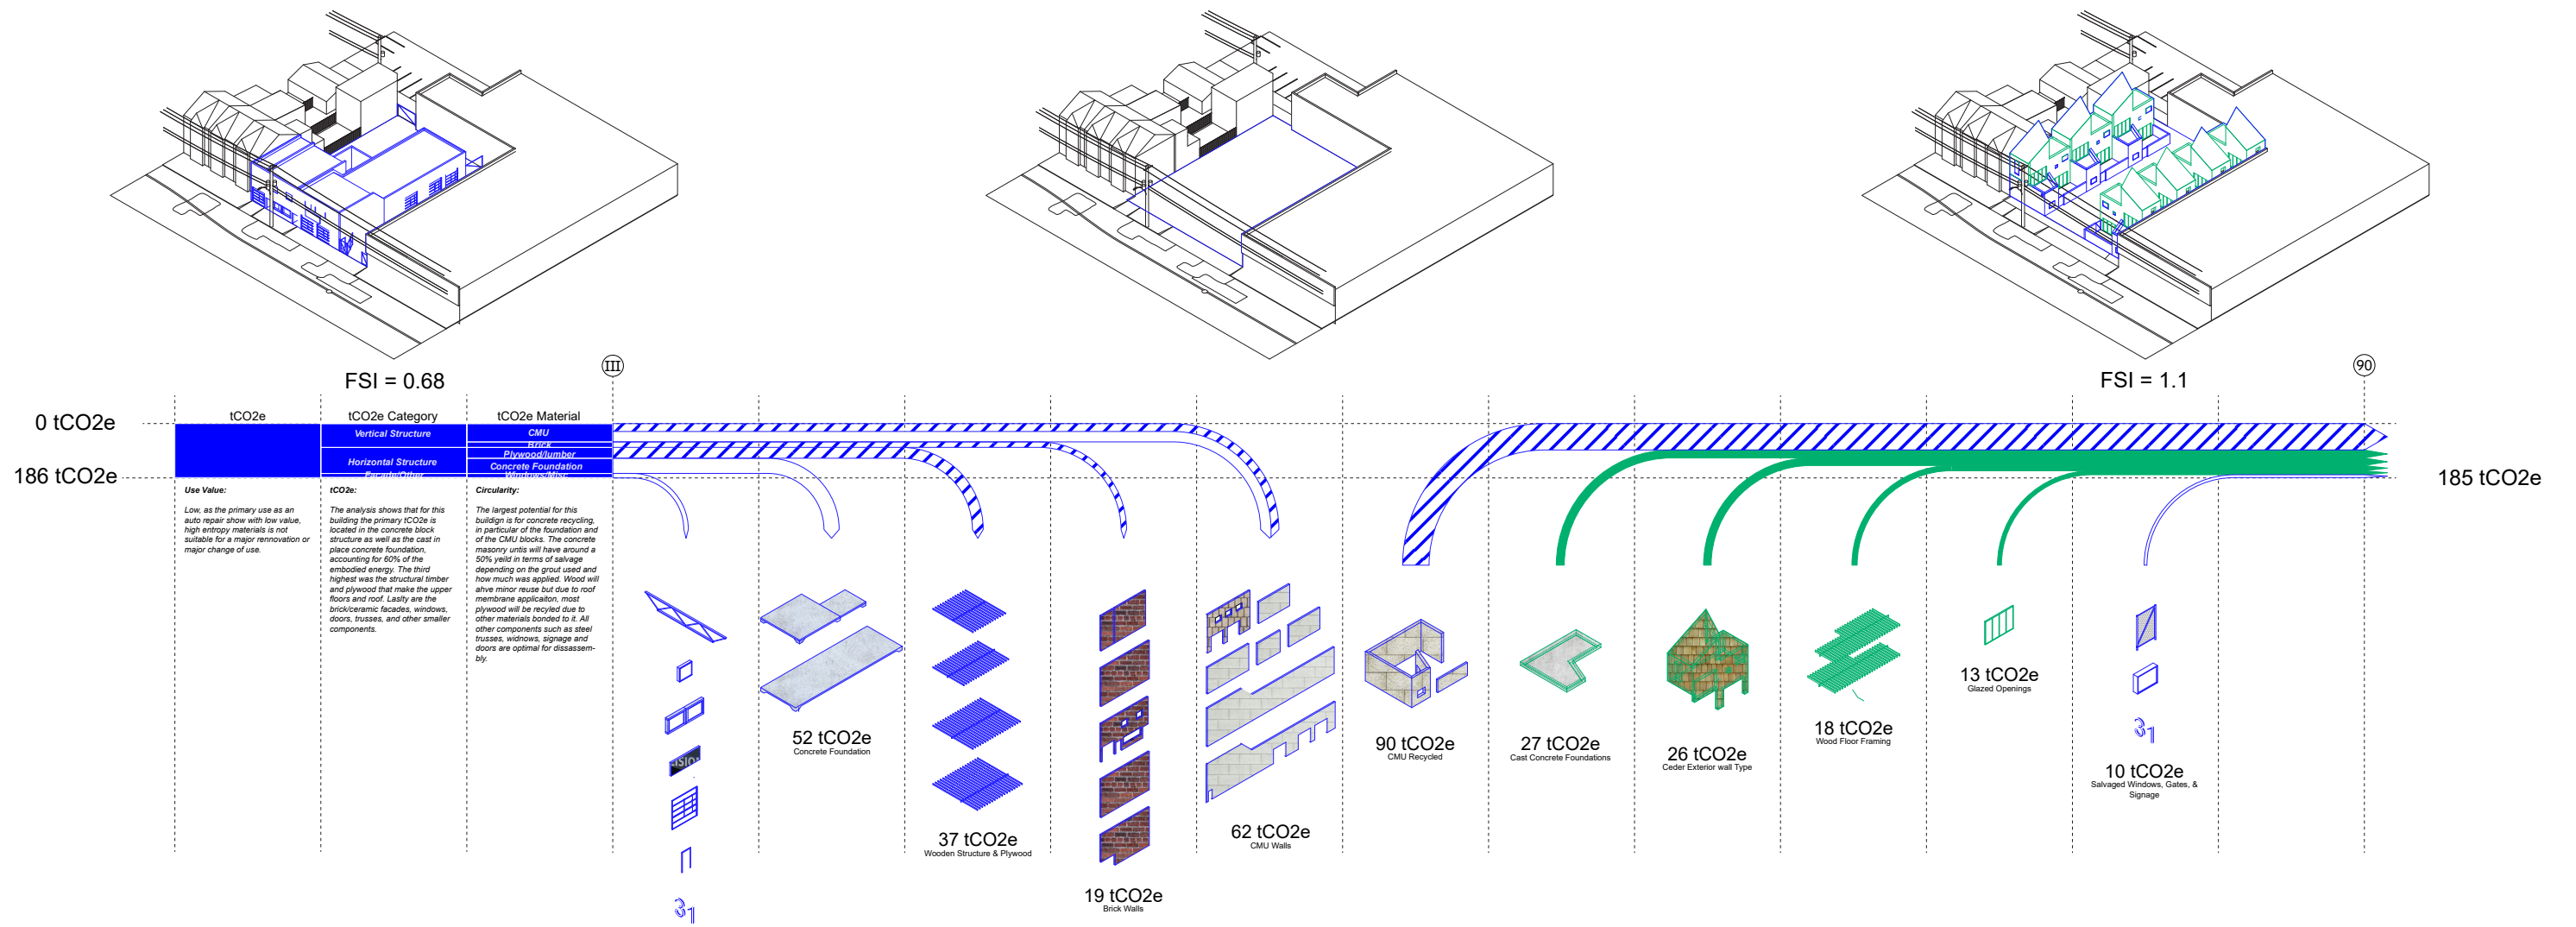 FSI = 0.68
III
FSI = 1.1
90
0 tCO2e
186 tCO2e
185 tCO2e
tCO2e
tCO2e Category
tCO2e Material
Vertical Structure
Horizontal Structure
Facade/Other
CMU
Brick
Plywood/lumber
Concrete Foundation
Windows/Misc
Use Value:
Low, as the primary use as an
auto repair show with low value,
high entropy materials is not
suitable for a major rennovation or
major change of use.
tCO2e:
The analysis shows that for this
building the primary tCO2e is
located in the concrete block
structure as well as the cast in
place concrete foundation,
accounting for 60% of the
embodied energy. The third
highest was the structural timber
and plywood that make the upper
floors and roof. Laslty are the
brick/ceramic facades, windows,
doors, trusses, and other smaller
components.
Circularity:
The largest potential for this
buildign is for concrete recycling,
in particular of the foundation and
of the CMU blocks. The concrete
masonry untis will have around a
50% yeild in terms of salvage
depending on the grout used and
how much was applied. Wood will
ahve minor reuse but due to roof
membrane applicaiton, most
plywood will be recyled due to
other materials bonded to it. All
other components such as steel
trusses, widnows, signage and
doors are optimal for dissassem-
bly.
31
52 tCO2e
Concrete Foundation
37 tCO2e
Wooden Structure & Plywood
19 tCO2e
Brick Walls
62 tCO2e
CMU Walls
90 tCO2e
CMU Recycled
27 tCO2e
Cast Concrete Foundations
26 tCO2e
Ceder Exterior wall Type
18 tCO2e
Wood Floor Framing
13 tCO2e
Glazed Openings
31
10 tCO2e
Salvaged Windows, Gates, &
Signage